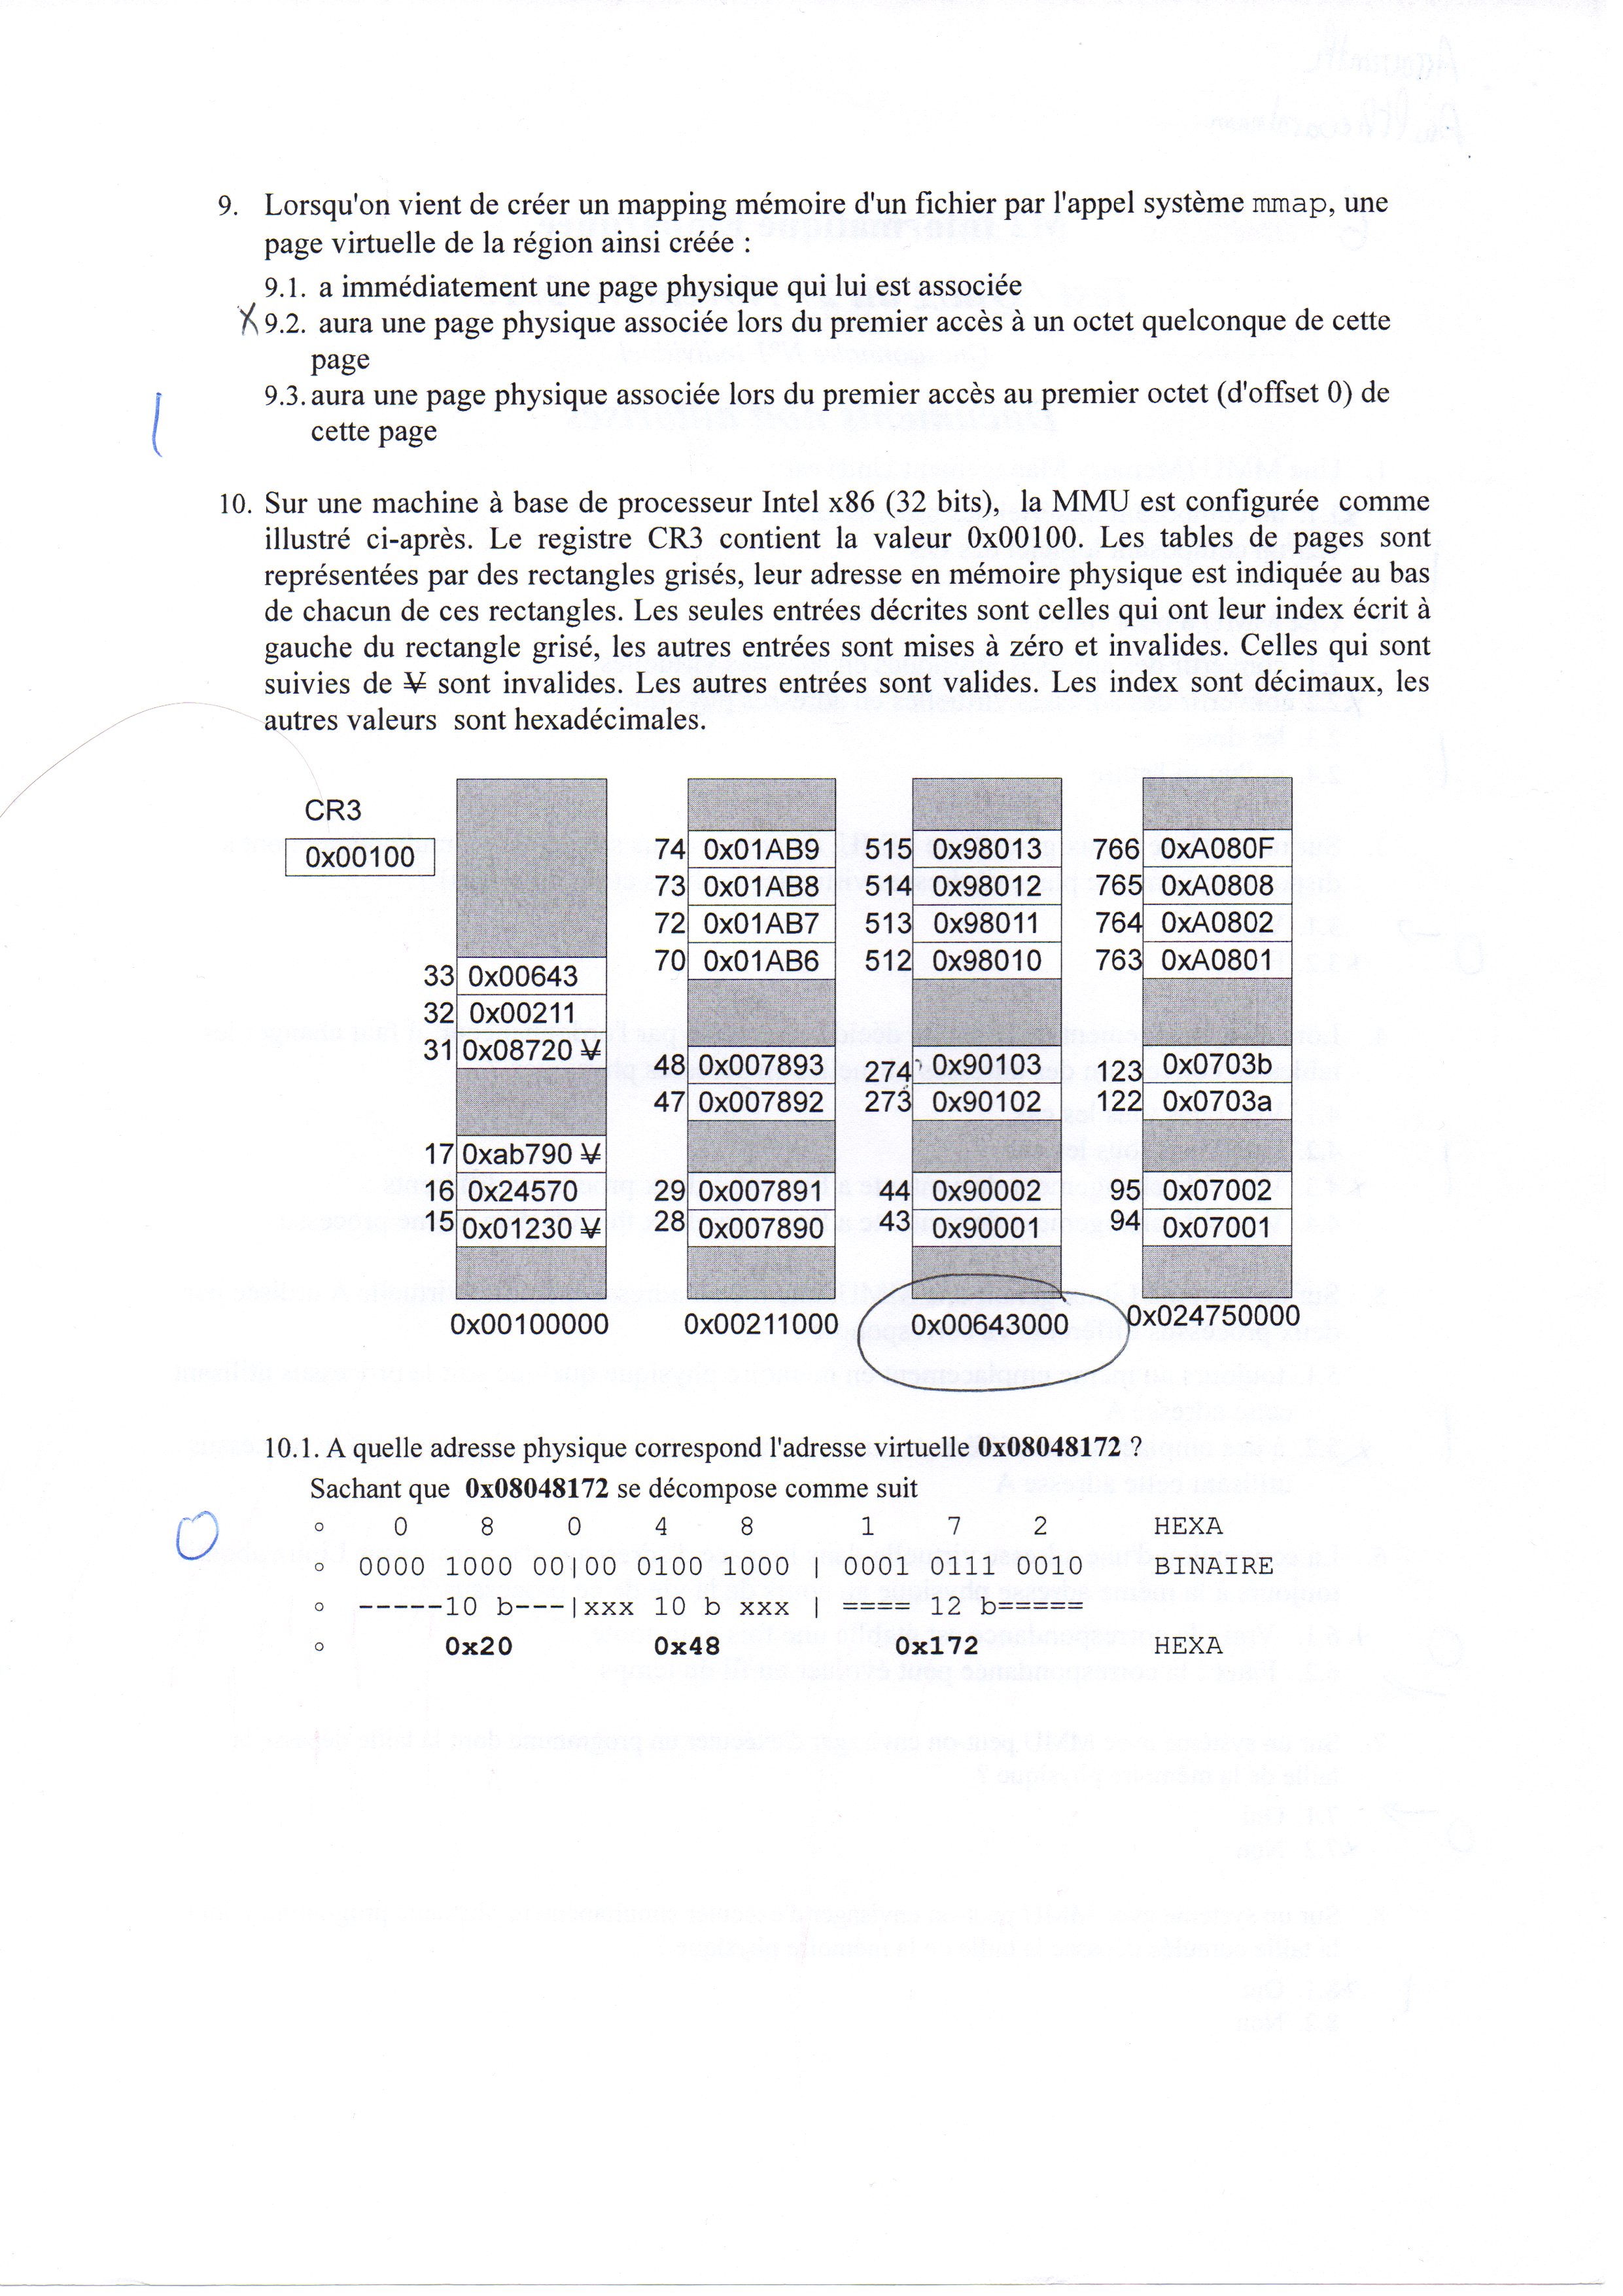 9. Lorsqu'on vient de créer un mapping mémoire d'un fichier par l'appel système mmap, une
page virtuelle de la région ainsi créée :
9.1. a immédiatement une page physique qui lui est associée
X 9.2. aura une page physique associée lors du premier accès à un octet quelconque de cette
page
9.3. aura une page physique associée lors du premier accès au premier octet (d'offset 0) de
cette page
1
10. Sur une machine à base de processeur Intel x86 (32 bits), la MMU est configurée comme
illustré ci-après. Le registre CR3 contient la valeur 0x00100. Les tables de pages sont
représentées par des rectangles grisés, leur adresse en mémoire physique est indiquée au bas
de chacun de ces rectangles. Les seules entrées décrites sont celles qui ont leur index écrit à
gauche du rectangle grisé, les autres entrées sont mises à zéro et invalides. Celles qui sont
suivies de V sont invalides. Les autres entrées sont valides. Les index sont décimaux, les
autres valeurs sont hexadécimales.
CR3
0x00100
33 0x00643
32 0x00211
31 0x08720 V
17 0xab790 V
16 0x24570
15 0x01230 V
0x00100000
74 0x01AB9
73 0x01AB8
72 0x01AB7
70 0x01AB6
48 0x007893
47 0x007892
29 0x007891
28 0x007890
0x00211000
515 0x98013
514 0x98012
513 0x98011
512 0x98010
274 0x90103
273 0x90102
44 0x90002
43 0x90001
0x00643000
766 0xA080F
765 0xA0808
764 0xA0802
763 0xA0801
123 0x0703b
122 0x0703a
95 0x07002
94 0x07001
0x024750000
10.1. A quelle adresse physique correspond l'adresse virtuelle 0x08048172 ?
Sachant que 0x08048172 se décompose comme suit
0
◦ 0 8 0 4 8 1 7 2 HEXA
◦ 0000 1000 00|00 0100 1000 | 0001 0111 0010 BINAIRE
◦ -----10 b---|xxx 10 b xxx | ==== 12 b=====
◦ 0x20 0x48 0x172 HEXA